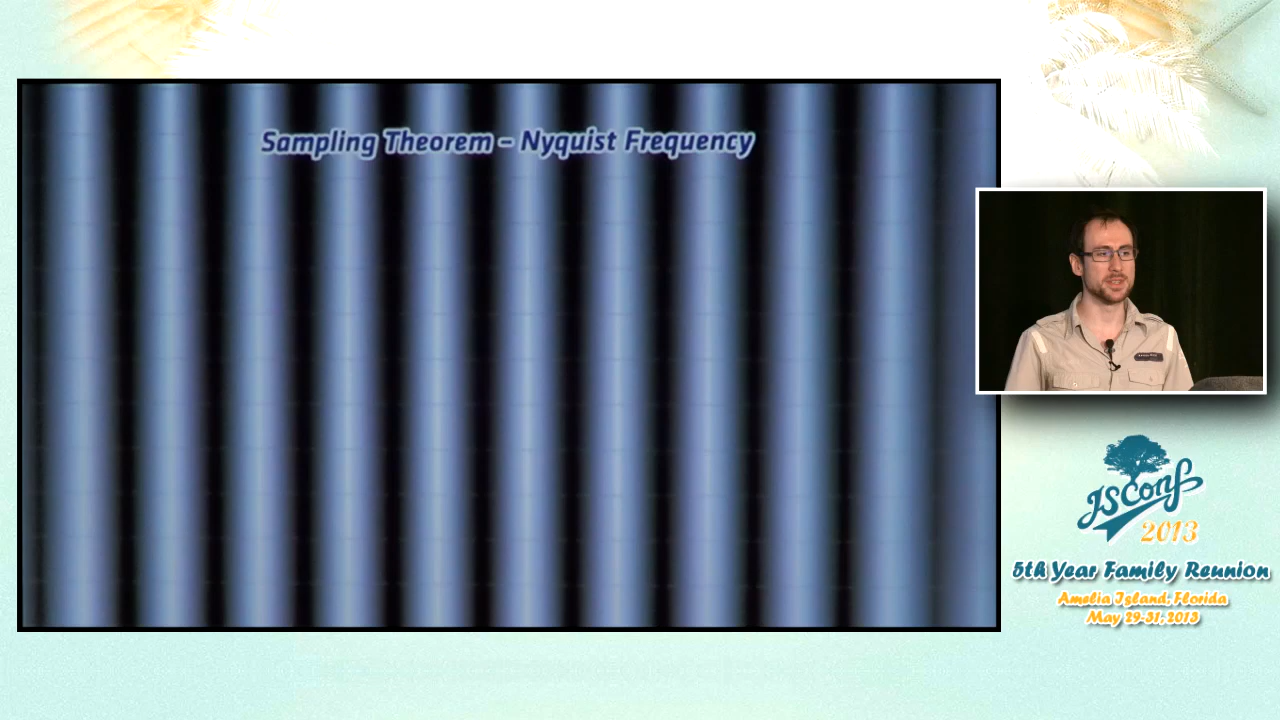 Sampling Theorem - Nyquist Frequency
JSConf
2013
5th Year Family Reunion
Amelia Island, Florida
May 29-31, 2013